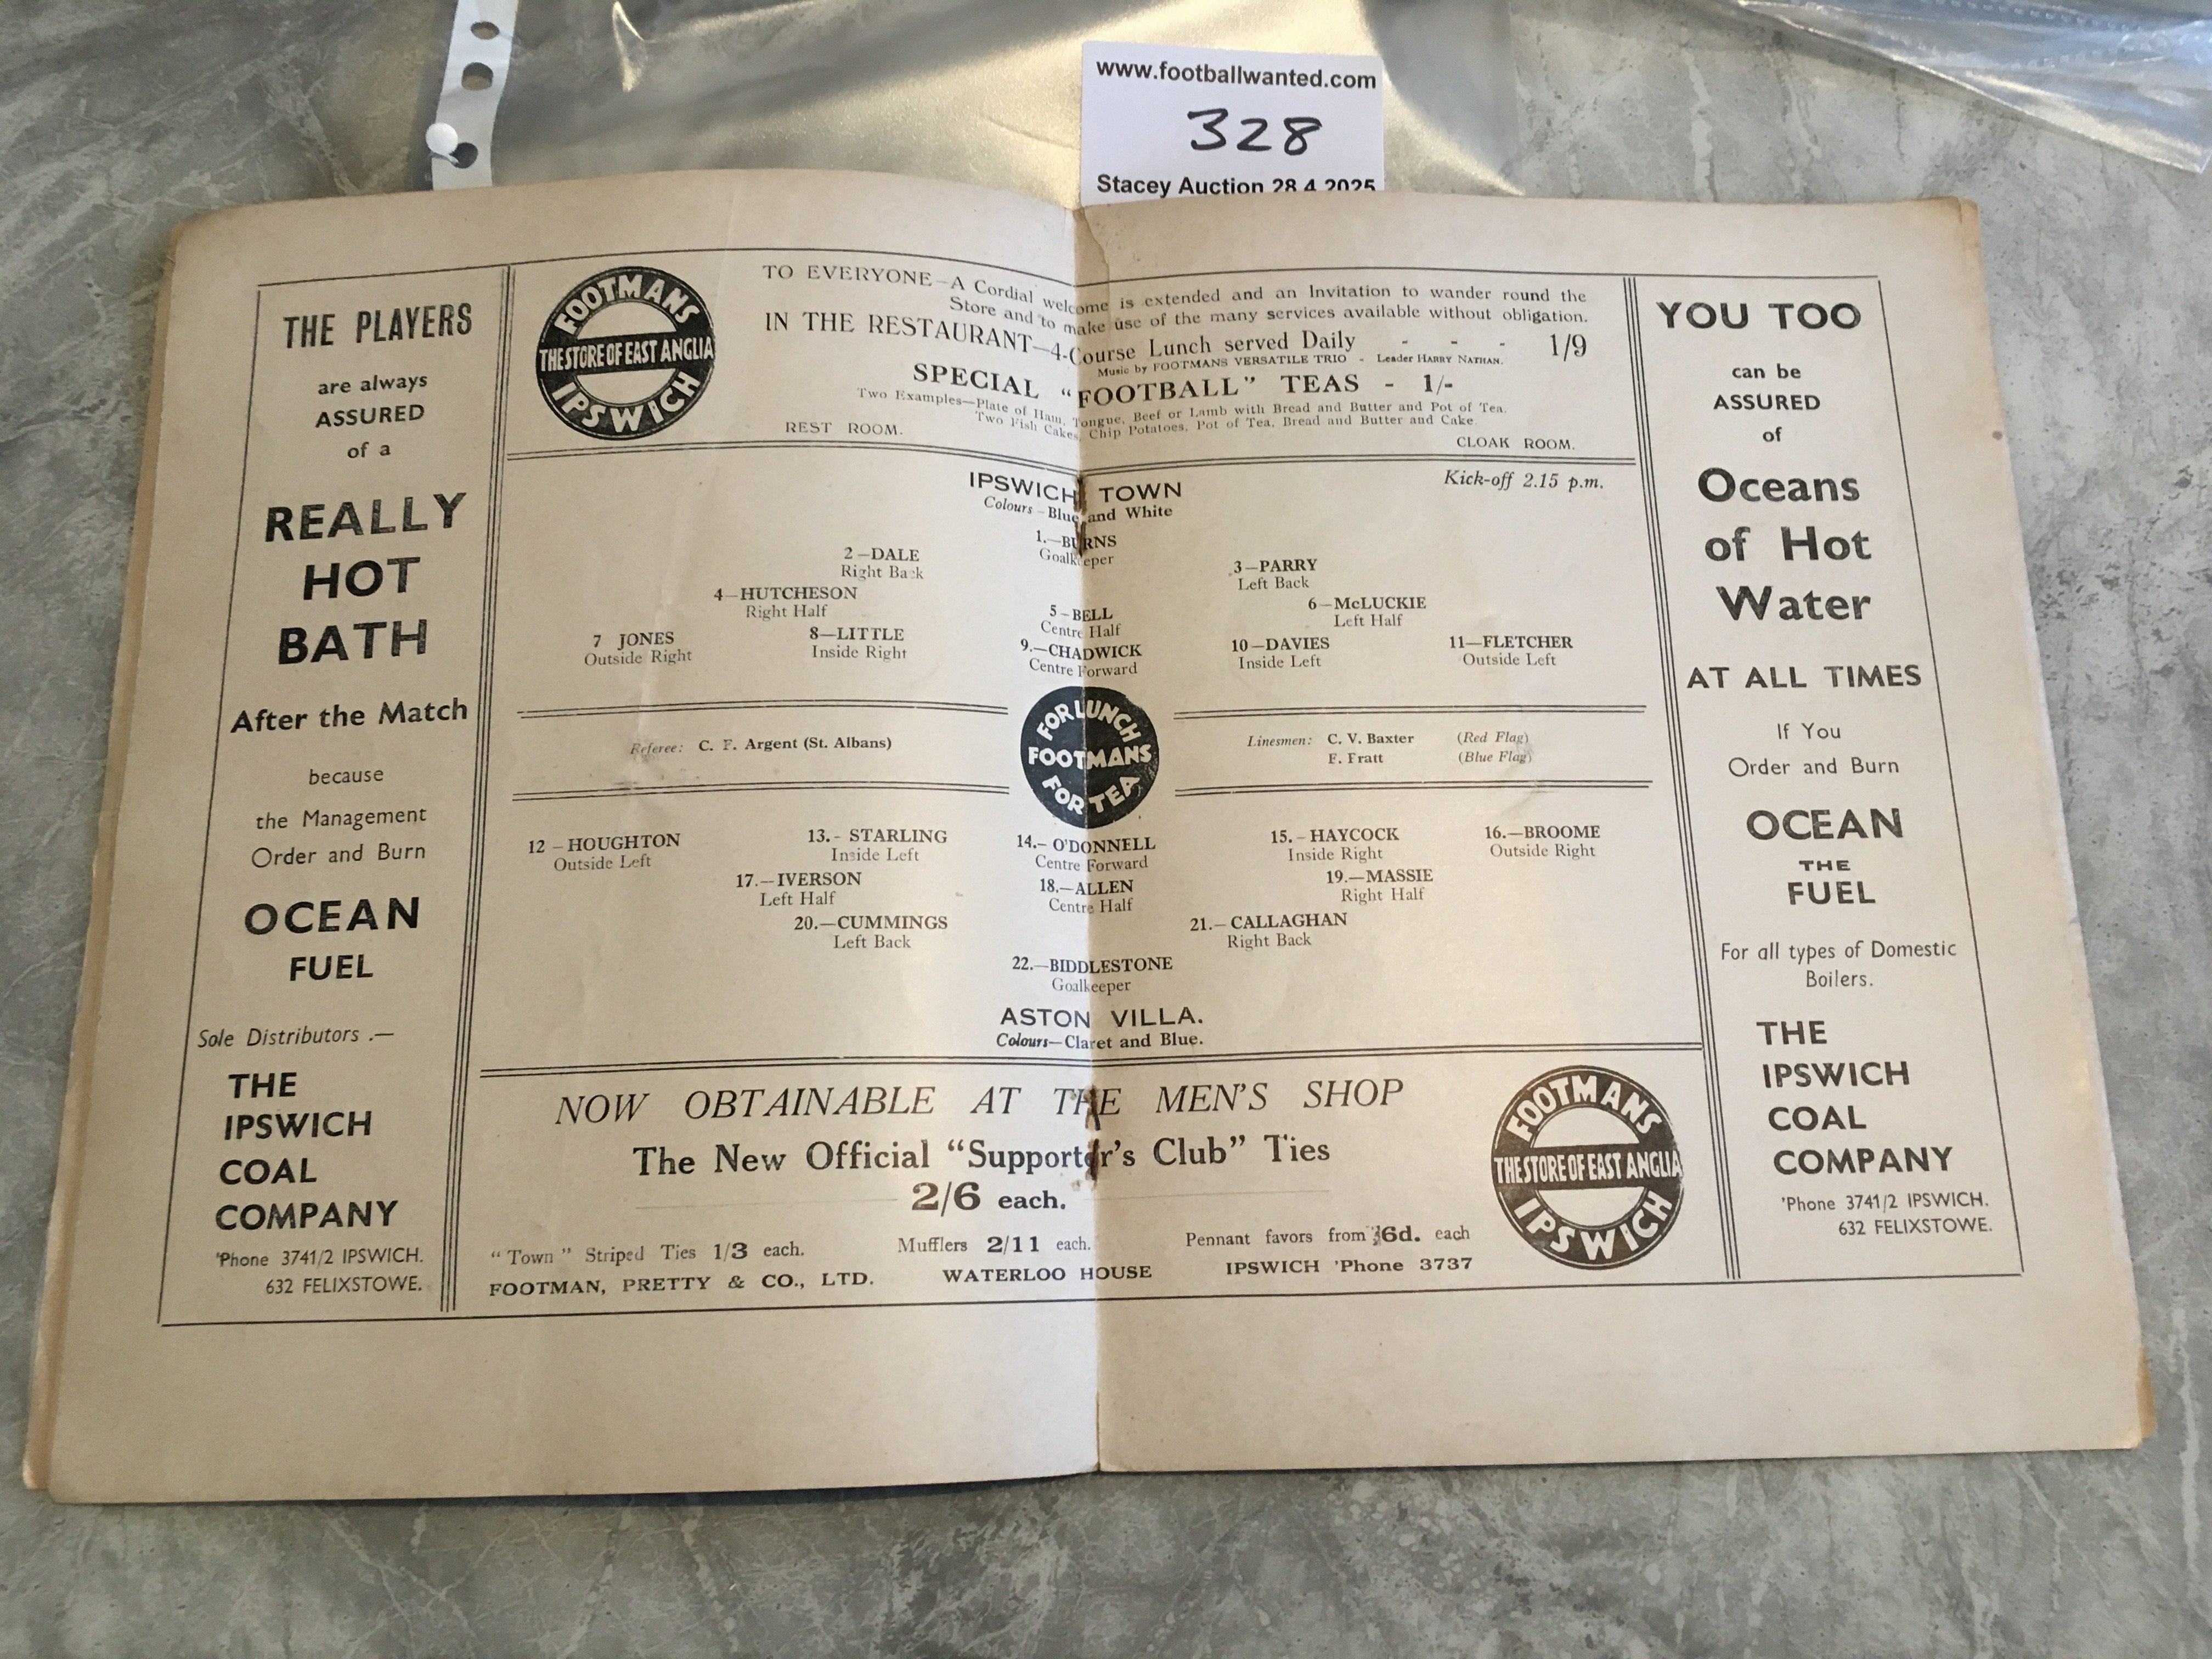 www.footballwanted.com
328
Stacey Auction 28.4.2025
THE PLAYERS
are always
ASSURED
of a
REALLY
HOT
BATH
After the Match
because
the Management
Order and Burn
OCEAN
FUEL
Sole Distributors .—
THE
IPSWICH
COAL
COMPANY
'Phone 3741/2 IPSWICH.
632 FELIXSTOWE.
FOOTMANS
THE STORE OF EAST ANGLIA
IPSWICH
TO EVERYONE—A Cordial welcome is extended and an Invitation to wander round the
Store and to make use of the many services available without obligation.
IN THE RESTAURANT—4-Course Lunch served Daily - - - 1/9
Music by FOOTMANS VERSATILE TRIO - Leader HARRY NATHAN.
SPECIAL "FOOTBALL" TEAS - 1/-
Two Examples—Plate of Ham, Tongue, Beef or Lamb with Bread and Butter and Pot of Tea.
Two Fish Cakes, Chip Potatoes, Pot of Tea, Bread and Butter and Cake.
REST ROOM.
CLOAK ROOM.
IPSWICH TOWN
Kick-off 2.15 p.m.
Colours - Blue and White
1.—BURNS
Goalkeeper
2—DALE
Right Back
3—PARRY
Left Back
4—HUTCHESON
Right Half
5-BELL
Centre Half
6—McLUCKIE
Left Half
7 JONES
Outside Right
8—LITTLE
Inside Right
9.—CHADWICK
Centre Forward
10—DAVIES
Inside Left
11—FLETCHER
Outside Left
FOR LUNCH
FOOTMANS
FOR TEA
Referee: C. F. Argent (St. Albans)
Linesmen: C. V. Baxter (Red Flag)
F. Fratt (Blue Flag)
12 -HOUGHTON
Outside Left
13.- STARLING
Inside Left
14.- O'DONNELL
Centre Forward
15.-HAYCOCK
Inside Right
16.—BROOME
Outside Right
17.—IVERSON
Left Half
18.—ALLEN
Centre Half
19.—MASSIE
Right Half
20.—CUMMINGS
Left Back
21.—CALLAGHAN
Right Back
22.—BIDDLESTONE
Goalkeeper
ASTON VILLA.
Colours—Claret and Blue.
NOW OBTAINABLE AT THE MEN'S SHOP
The New Official "Supporter's Club" Ties
2/6 each.
"Town" Striped Ties 1/3 each.
Mufflers 2/11 each.
Pennant favors from 6d. each
FOOTMAN, PRETTY & CO., LTD.
WATERLOO HOUSE
IPSWICH 'Phone 3737
FOOTMANS
THE STORE OF EAST ANGLIA
IPSWICH
YOU TOO
can be
ASSURED
of
Oceans
of Hot
Water
AT ALL TIMES
If You
Order and Burn
OCEAN
THE
FUEL
For all types of Domestic
Boilers.
THE
IPSWICH
COAL
COMPANY
'Phone 3741/2 IPSWICH.
632 FELIXSTOWE.